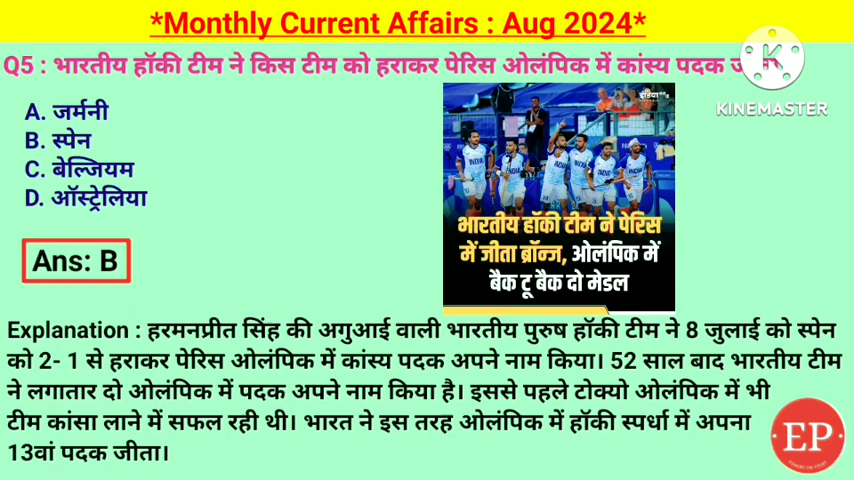 *Monthly Current Affairs : Aug 2024*
Q5 : भारतीय हॉकी टीम ने किस टीम को हराकर पेरिस ओलंपिक में कांस्य पदक
KINEMASTER
A. जर्मनी
B. स्पेन
C. बेल्जियम
D. ऑस्ट्रेलिया
INDIA
भारतीय हॉकी टीम ने पेरिस
में जीता ब्रॉन्ज, ओलंपिक में
बैक टू बैक दो मेडल
Ans: B
Explanation : हरमनप्रीत सिंह की अगुआई वाली भारतीय पुरुष हॉकी टीम ने 8 जुलाई को स्पेन
को 2- 1 से हराकर पेरिस ओलंपिक में कांस्य पदक अपने नाम किया। 52 साल बाद भारतीय टीम
ने लगातार दो ओलंपिक में पदक अपने नाम किया है। इससे पहले टोक्यो ओलंपिक में भी
टीम कांसा लाने में सफल रही थी। भारत ने इस तरह ओलंपिक में हॉकी स्पर्धा में अपना
13वां पदक जीता।
EP